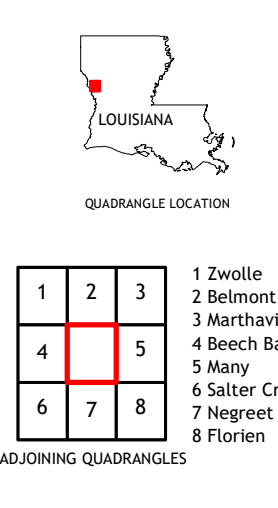 LOUISIANA
QUADRANGLE LOCATION
1 2 3
4 5
6 7 8
1 Zwolle
2 Belmont
3 Marthavi
4 Beech Ba
5 Many
6 Salter Cr
7 Negreet
8 Florien
ADJOINING QUADRANGLES